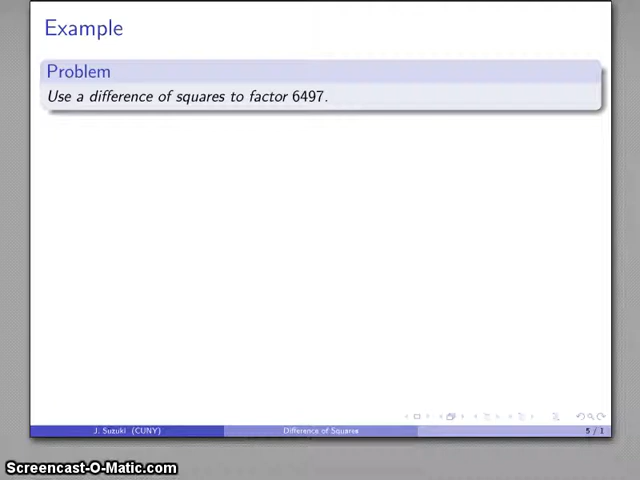 Example
Problem
Use a difference of squares to factor 6497.
J. Suzuki (CUNY)
Difference of Squares
5 / 1
Screencast-O-Matic.com